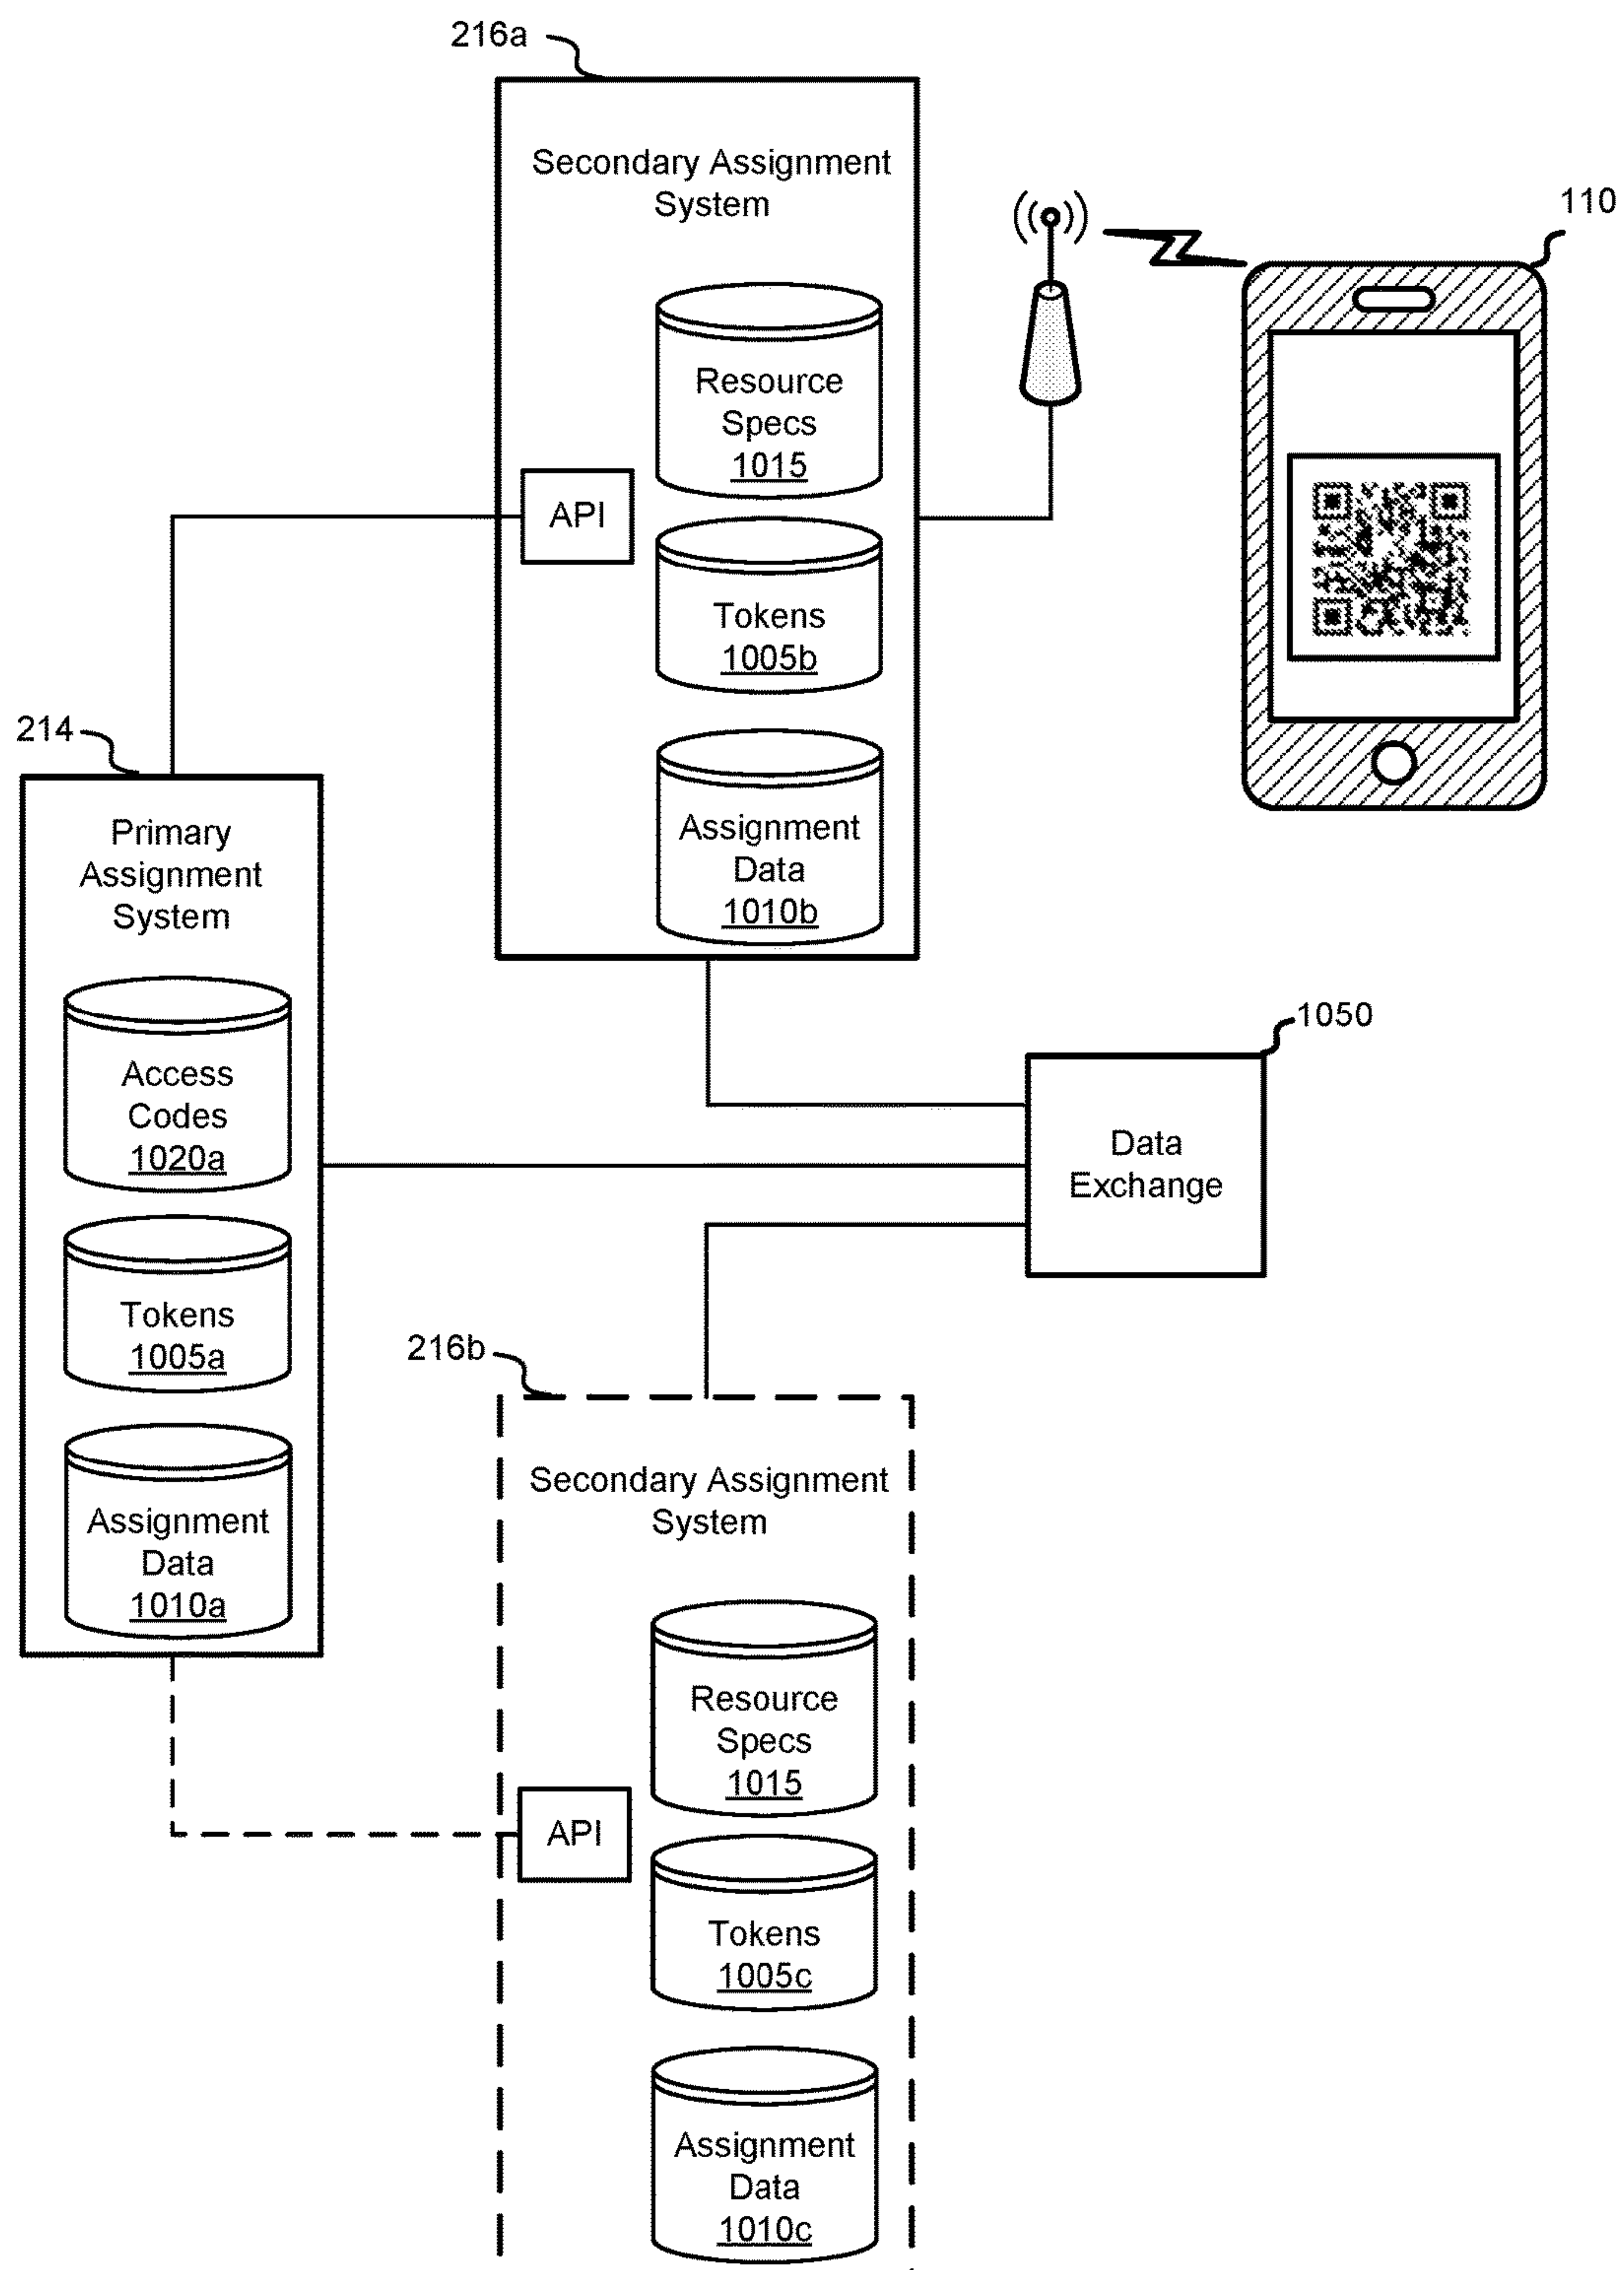 216a
Secondary Assignment
System
110
Resource
Specs
1015
API
Tokens
1005b
214
Assignment
Data
1010b
Primary
Assignment
System
Access
Codes
1020a
1050
Data
Exchange
Tokens
1005a
216b
Assignment
Data
1010a
Secondary Assignment
System
Resource
Specs
1015
API
Tokens
1005c
Assignment
Data
1010c